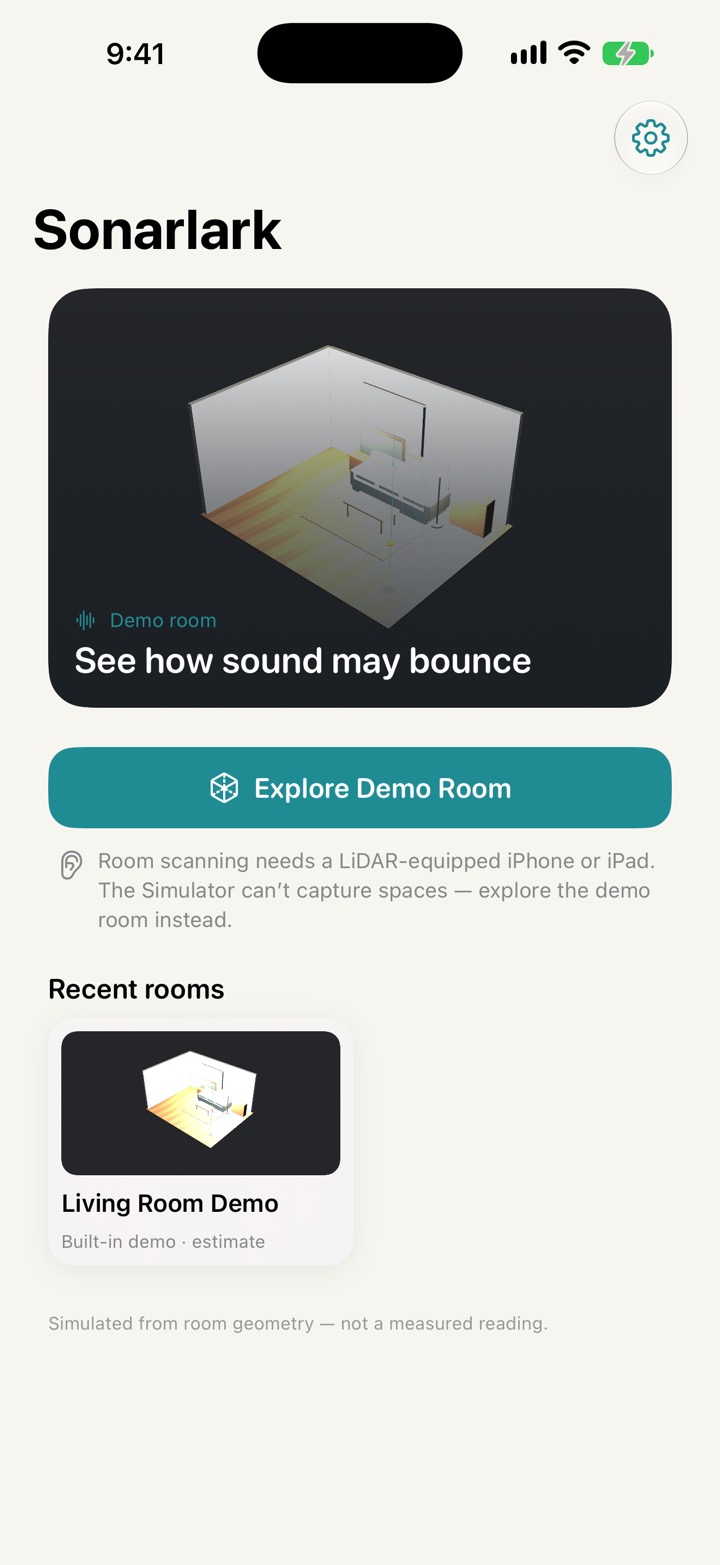 9:41
Sonarlark
Demo room
See how sound may bounce
Explore Demo Room
Room scanning needs a LiDAR-equipped iPhone or iPad.
The Simulator can’t capture spaces — explore the demo
room instead.
Recent rooms
Living Room Demo
Built-in demo · estimate
Simulated from room geometry — not a measured reading.